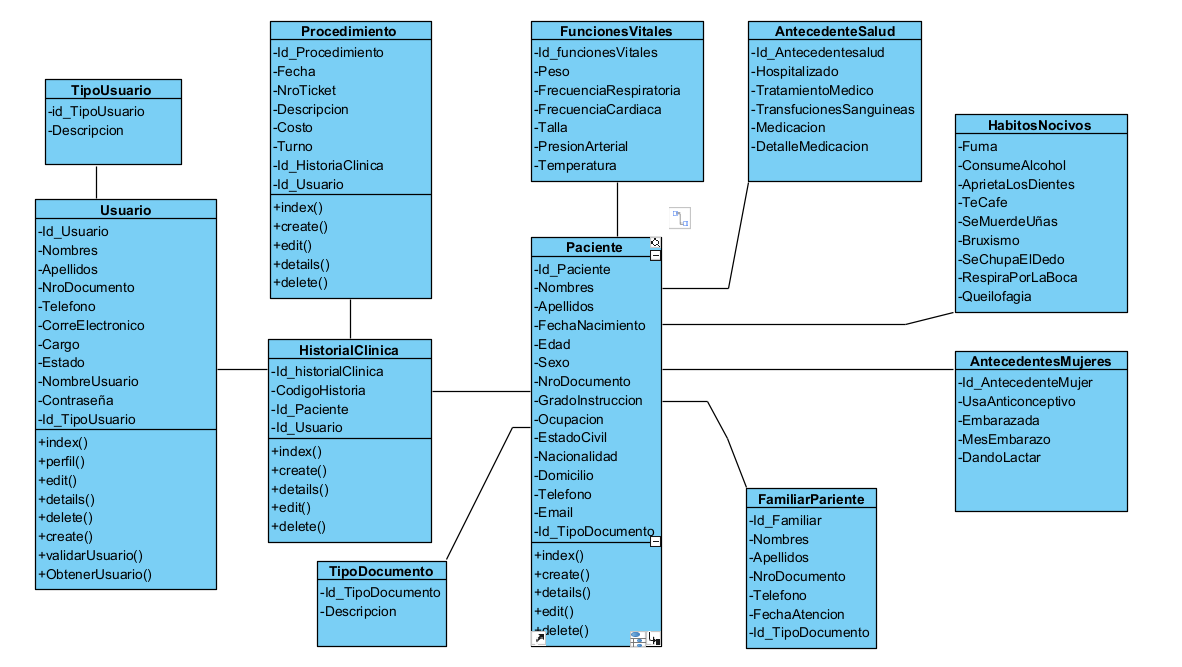 TipoUsuario
-id_TipoUsuario
-Descripcion
Usuario
-Id_Usuario
-Nombres
-Apellidos
-NroDocumento
-Telefono
-CorreElectronico
-Cargo
-Estado
-NombreUsuario
-Contraseña
-Id_TipoUsuario
+index()
+perfil()
+edit()
+details()
+delete()
+create()
+validarUsuario()
+ObtenerUsuario()
Procedimiento
-Id_Procedimiento
-Fecha
-NroTicket
-Descripcion
-Costo
-Turno
-Id_HistoriaClinica
-Id_Usuario
+index()
+create()
+edit()
+details()
+delete()
HistorialClinica
-Id_historialClinica
-CodigoHistoria
-Id_Paciente
-Id_Usuario
+index()
+create()
+details()
+edit()
+delete()
TipoDocumento
-Id_TipoDocumento
-Descripcion
FuncionesVitales
-Id_funcionesVitales
-Peso
-FrecuenciaRespiratoria
-FrecuenciaCardiaca
-Talla
-PresionArterial
-Temperatura
Paciente
-Id_Paciente
-Nombres
-Apellidos
-FechaNacimiento
-Edad
-Sexo
-NroDocumento
-GradoInstruccion
-Ocupacion
-EstadoCivil
-Nacionalidad
-Domicilio
-Telefono
-Email
-Id_TipoDocumento
+index()
+create()
+details()
+edit()
+delete()
AntecedenteSalud
-Id_Antecedentesalud
-Hospitalizado
-TratamientoMedico
-TransfucionesSanguineas
-Medicacion
-DetalleMedicacion
HabitosNocivos
-Fuma
-ConsumeAlcohol
-AprietaLosDientes
-TeCafe
-SeMuerdeUñas
-Bruxismo
-SeChupaElDedo
-RespiraPorLaBoca
-Queilofagia
AntecedentesMujeres
-Id_AntecedenteMujer
-UsaAnticonceptivo
-Embarazada
-MesEmbarazo
-DandoLactar
FamiliarPariente
-Id_Familiar
-Nombres
-Apellidos
-NroDocumento
-Telefono
-FechaAtencion
-Id_TipoDocumento